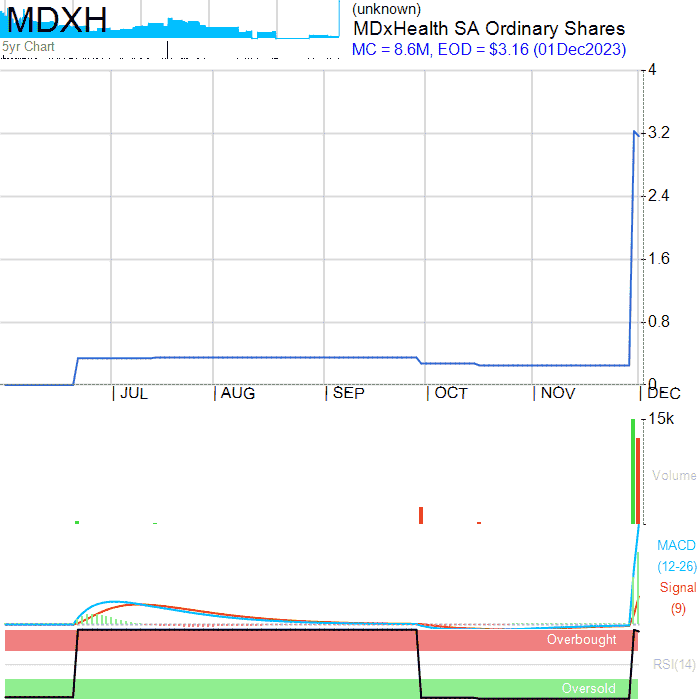 MDXH
5yr Chart
(unknown)
MDxHealth SA Ordinary Shares
MC = 8.6M, EOD = $3.16 (01Dec2023)
4
3.2
2.4
1.6
0.8
0
| JUL | AUG | SEP | OCT | NOV | DEC
15k
Volume
MACD
(12-26)
Signal
(9)
Overbought
RSI(14)
Oversold